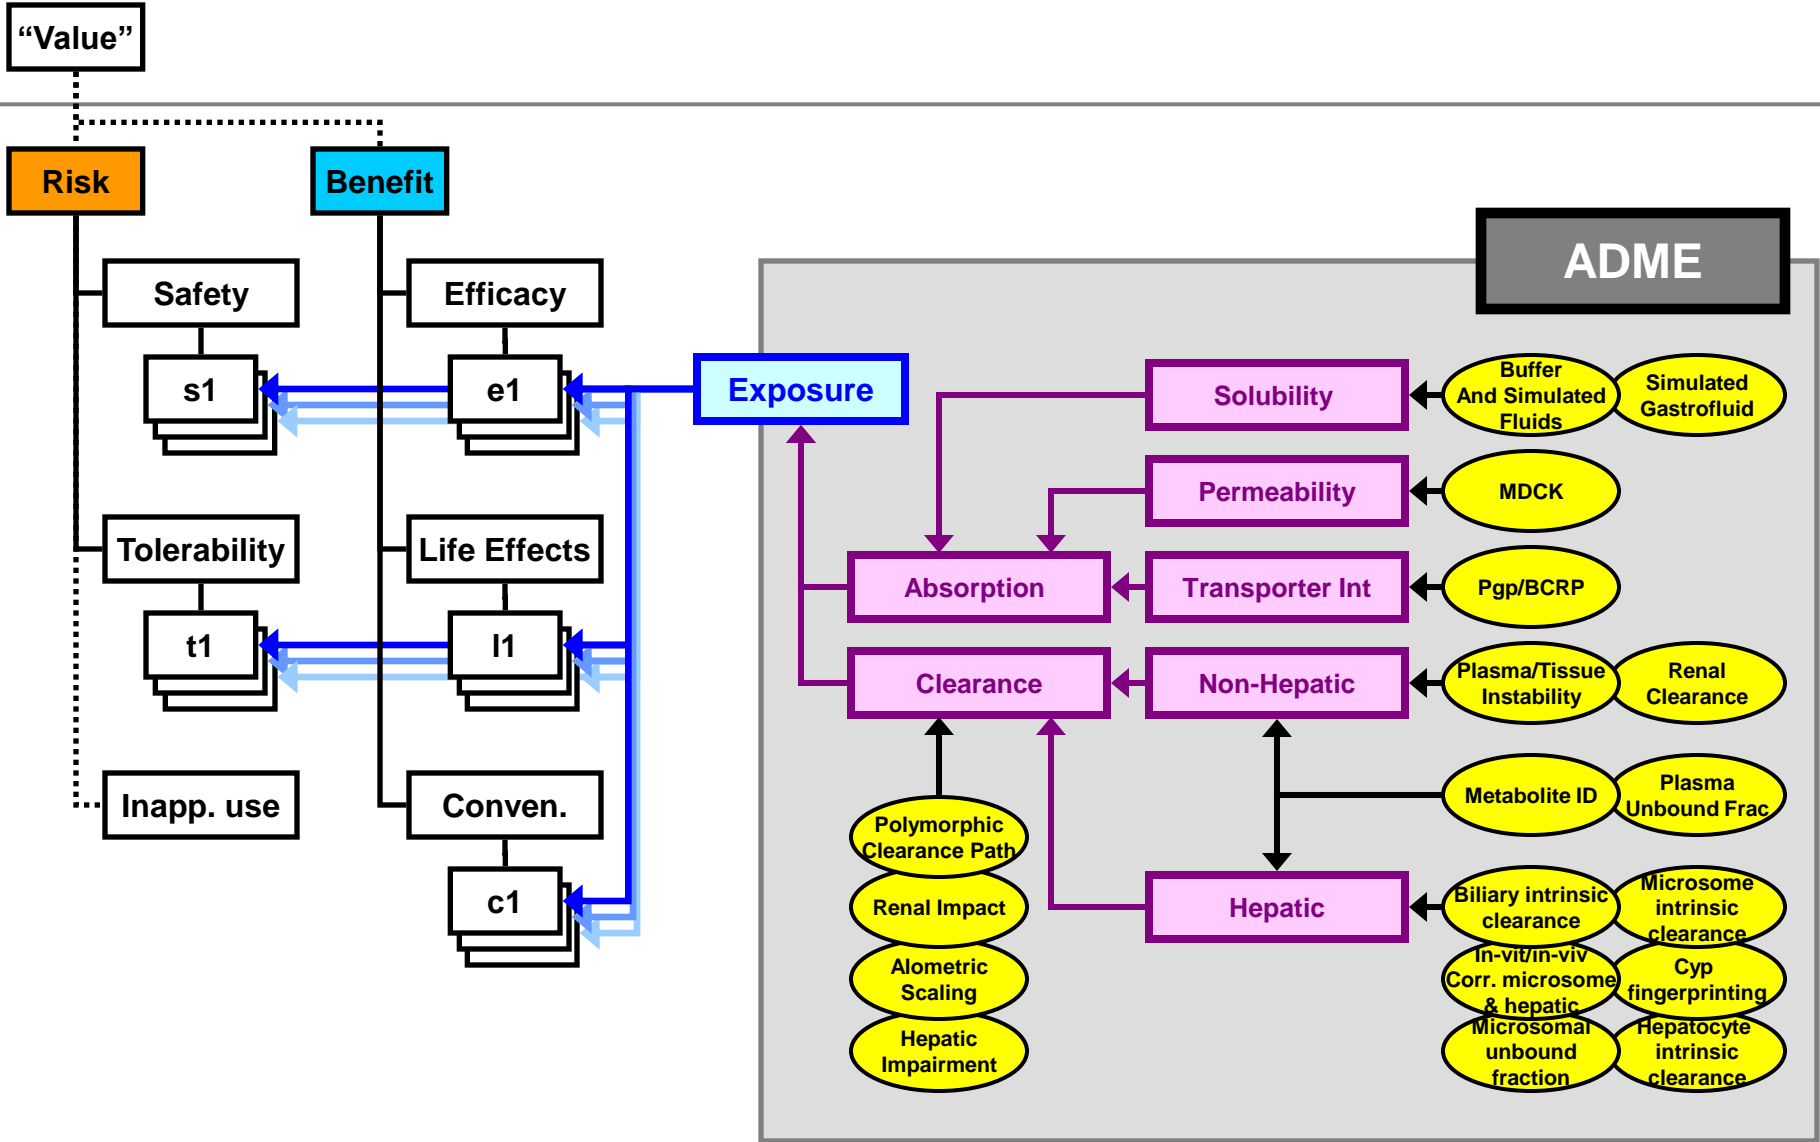 “Value”
Risk
Benefit
ADME
Safety
Efficacy
s1
e1
Exposure
Solubility
Buffer
And Simulated
Fluids
Simulated
Gastrofluid
Permeability
MDCK
Tolerability
Life Effects
Absorption
Transporter Int
Pgp/BCRP
t1
l1
Clearance
Non-Hepatic
Plasma/Tissue
Instability
Renal
Clearance
Inapp. use
Conven.
Metabolite ID
Plasma
Unbound Frac
Polymorphic
Clearance Path
c1
Renal Impact
Hepatic
Biliary intrinsic
clearance
Microsome
intrinsic
clearance
Alometric
Scaling
In-vit/in-viv
Corr. microsome
& hepatic
Cyp
fingerprinting
Hepatic
Impairment
Microsomal
unbound
fraction
Hepatocyte
intrinsic
clearance